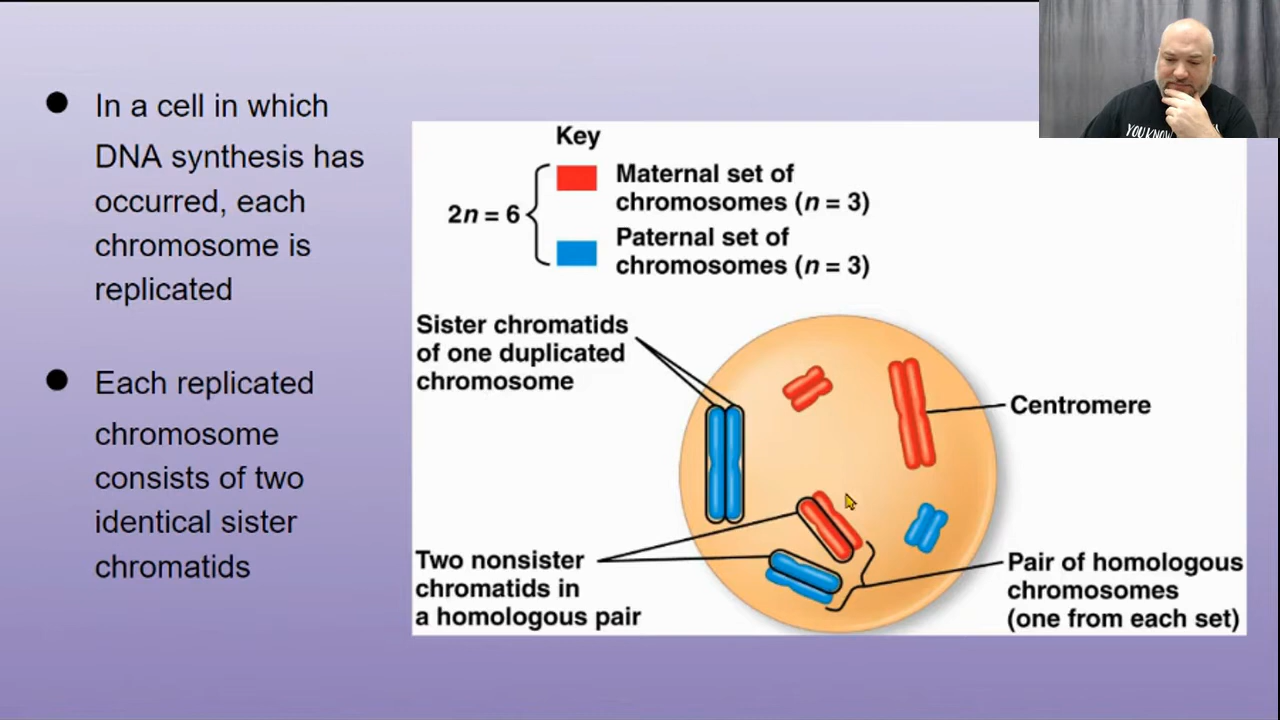 In a cell in which
DNA synthesis has
occurred, each
chromosome is
replicated
Each replicated
chromosome
consists of two
identical sister
chromatids
Key
2n = 6
Maternal set of
chromosomes (n = 3)
Paternal set of
chromosomes (n = 3)
Sister chromatids
of one duplicated
chromosome
Centromere
Two nonsister
chromatids in
a homologous pair
Pair of homologous
chromosomes
(one from each set)
YOU KNOW